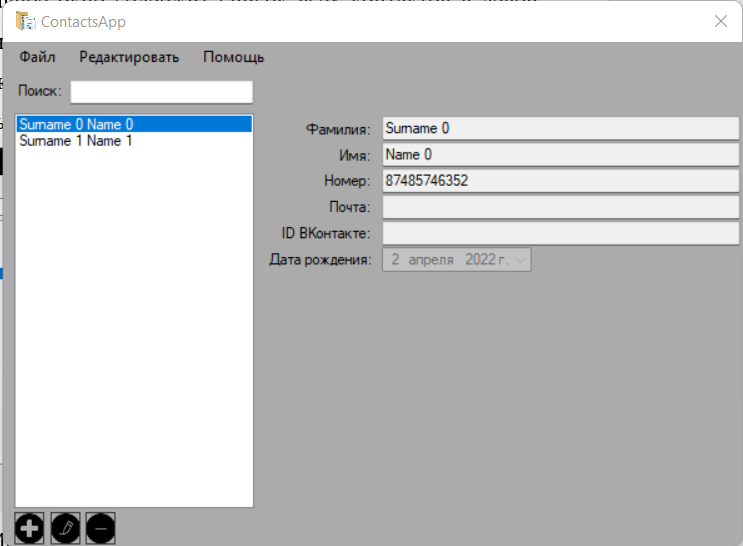 ContactsApp
Файл Редактировать Помощь
Поиск:
Surname 0 Name 0
Surname 1 Name 1
Фамилия: Surname 0
Имя: Name 0
Номер: 87485746352
Почта:
ID ВКонтакте:
Дата рождения: 2 апреля 2022 г.